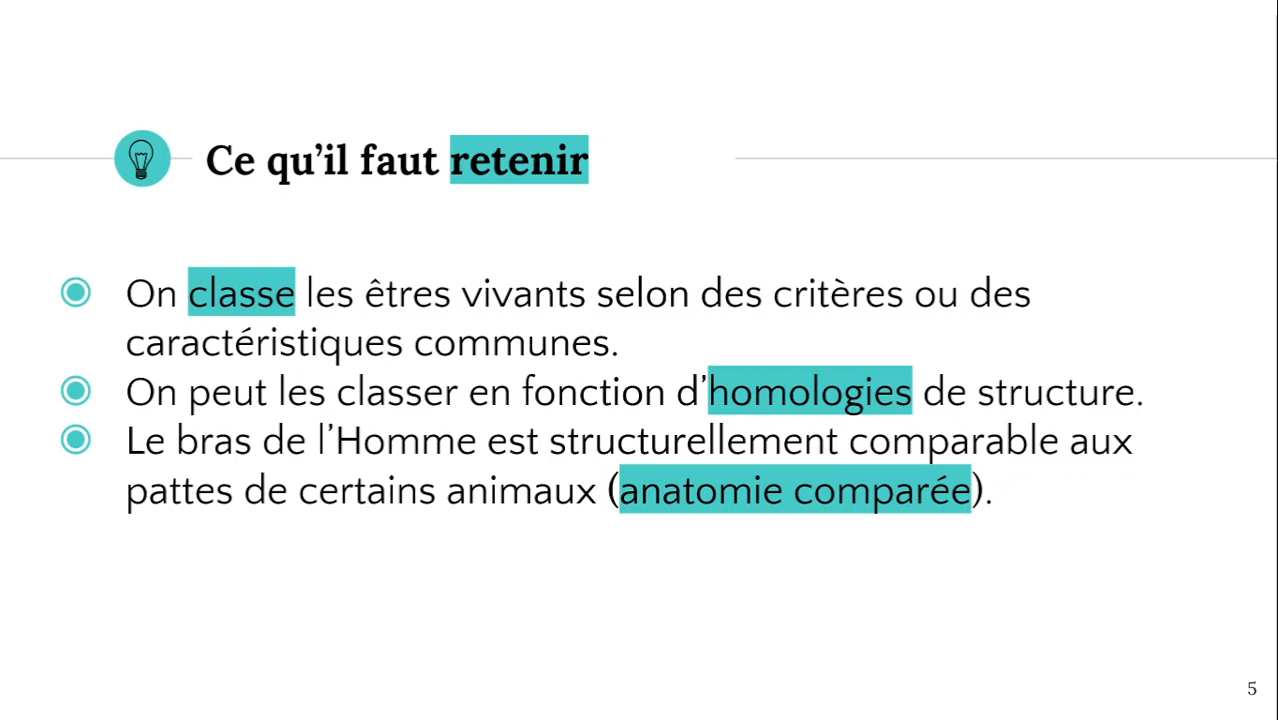 Ce qu’il faut retenir
On classe les êtres vivants selon des critères ou des
caractéristiques communes.
On peut les classer en fonction d’homologies de structure.
Le bras de l’Homme est structurellement comparable aux
pattes de certains animaux (anatomie comparée).
5